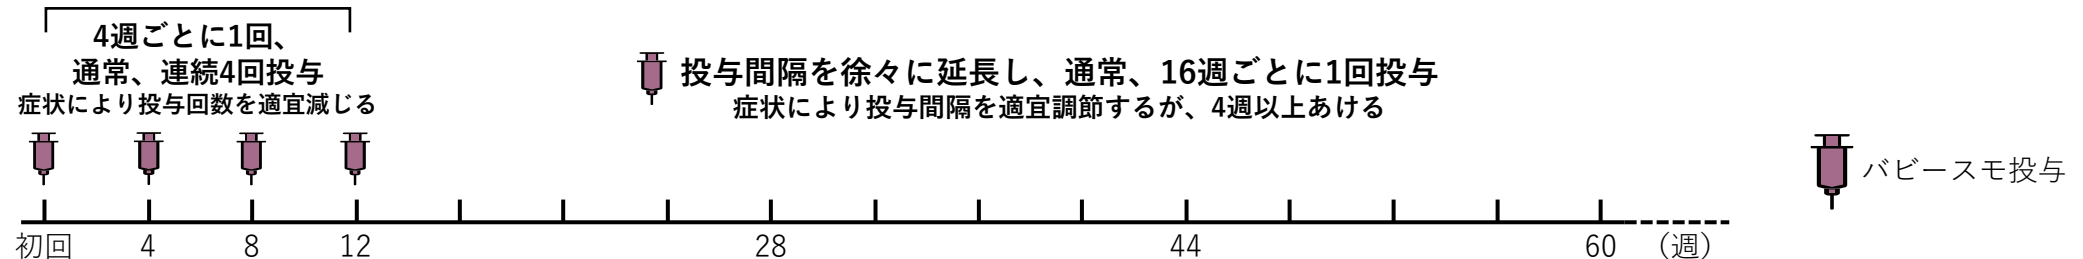 4週ごとに1回、
通常、連続4回投与
症状により投与回数を適宜減じる
投与間隔を徐々に延長し、通常、16週ごとに1回投与
症状により投与間隔を適宜調節するが、4週以上あける
バビースモ投与
初回 4 8 12 28 44 60 (週)